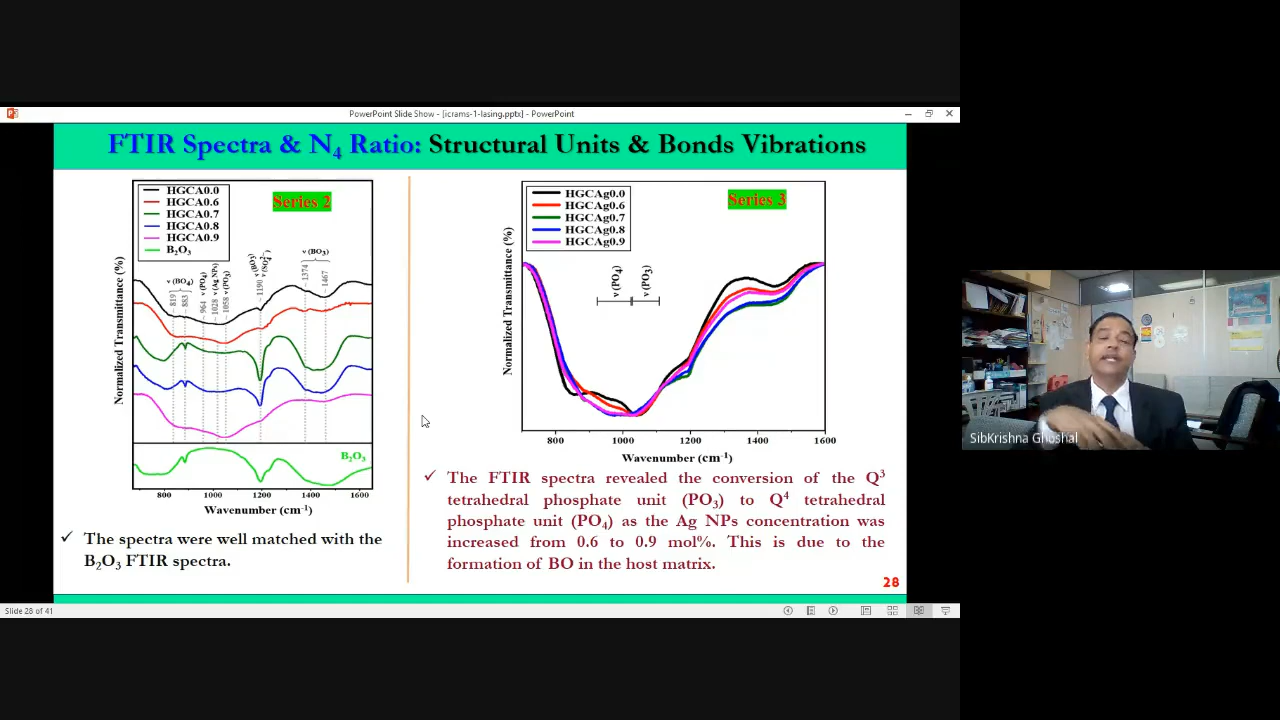 PowerPoint Slide Show - [icrams-1-lasing.pptx] - PowerPoint
FTIR Spectra & N₄ Ratio: Structural Units & Bonds Vibrations
HGCA0.0
HGCA0.6
HGCA0.7
HGCA0.8
HGCA0.9
B₂O₃
Series 2
Normalized Transmittance (%)
ν (BO₄)
819
883
964
ν (PO₄)
1028
ν (Ag NPs)
1058
ν (PO₃)
1190
ν (BO₃)
ν (BO₃)
1374
1467
B₂O₃
800 1000 1200 1400 1600
Wavenumber (cm⁻¹)
✓ The spectra were well matched with the
B₂O₃ FTIR spectra.
HGCAg0.0
HGCAg0.6
HGCAg0.7
HGCAg0.8
HGCAg0.9
Series 3
Normalized Transmittance (%)
ν (PO₄)
ν (PO₃)
800 1000 1200 1400 1600
Wavenumber (cm⁻¹)
✓ The FTIR spectra revealed the conversion of the Q³
tetrahedral phosphate unit (PO₃) to Q⁴ tetrahedral
phosphate unit (PO₄) as the Ag NPs concentration was
increased from 0.6 to 0.9 mol%. This is due to the
formation of BO in the host matrix.
28
Slide 28 of 41
SibKrishna Ghoshal